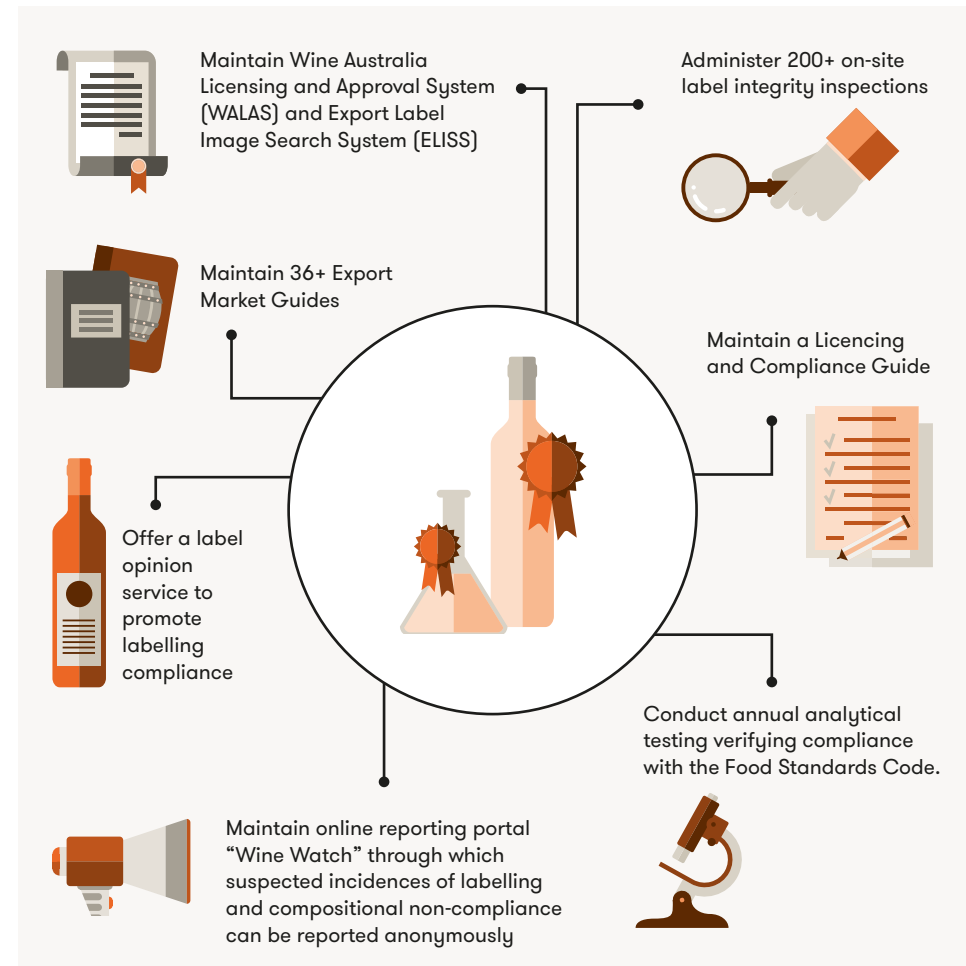 Maintain Wine Australia
Licensing and Approval System
(WALAS) and Export Label
Image Search System (ELISS)
Administer 200+ on-site
label integrity inspections
Maintain 36+ Export
Market Guides
Maintain a Licencing
and Compliance Guide
Offer a label
opinion
service to
promote
labelling
compliance
Conduct annual analytical
testing verifying compliance
with the Food Standards Code.
Maintain online reporting portal
“Wine Watch” through which
suspected incidences of labelling
and compositional non-compliance
can be reported anonymously